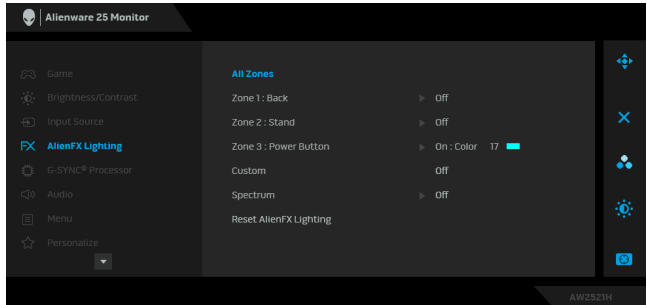 Alienware 25 Monitor
Game
Brightness/Contrast
Input Source
FX AlienFX Lighting
G-SYNC® Processor
Audio
Menu
Personalize
All Zones
Zone 1 : Back Off
Zone 2 : Stand Off
Zone 3 : Power Button On : Color 17
Custom Off
Spectrum Off
Reset AlienFX Lighting
AW2521H